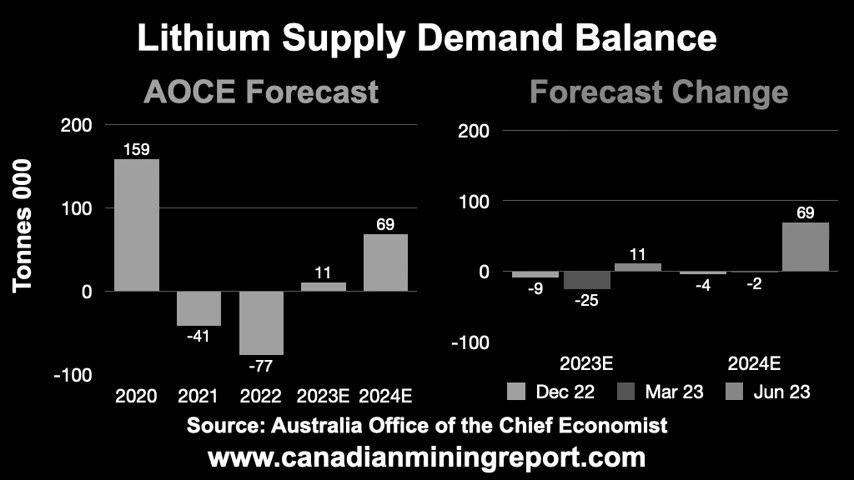 Lithium Supply Demand Balance
AOCE Forecast
Tonnes 000
200
100
0
-100
159
-41
-77
11
69
2020 2021 2022 2023E 2024E
Forecast Change
200
100
0
-100
-9
-25
11
-4
-2
69
2023E 2024E
Dec 22 Mar 23 Jun 23
Source: Australia Office of the Chief Economist
www.canadianminingreport.com